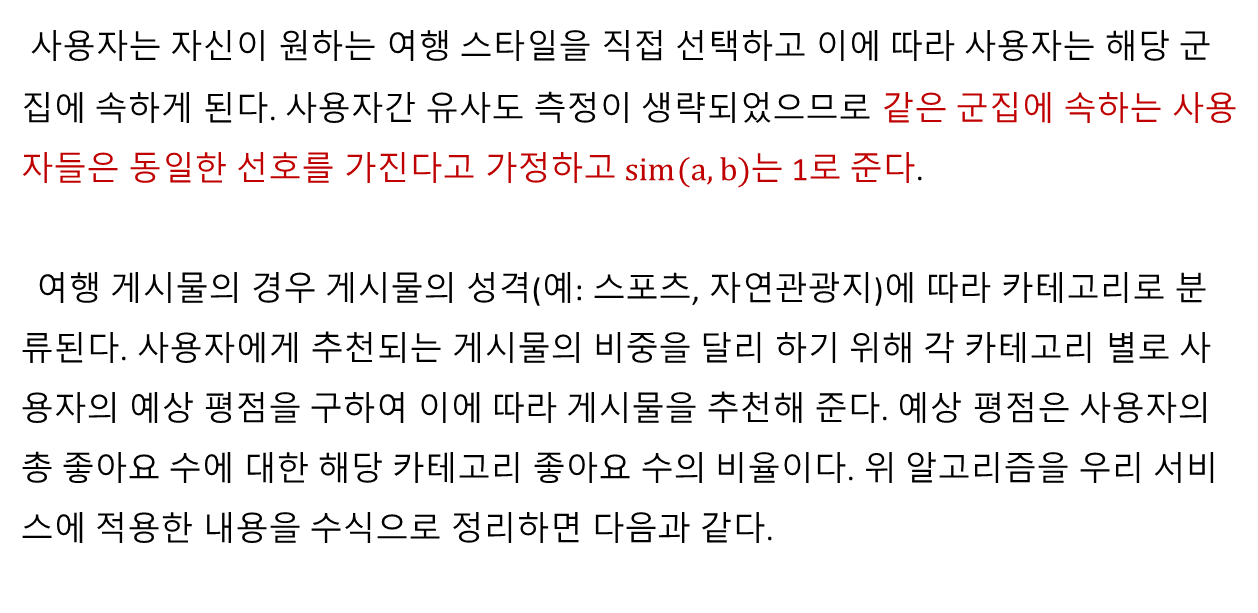 사용자는 자신이 원하는 여행 스타일을 직접 선택하고 이에 따라 사용자는 해당 군
집에 속하게 된다. 사용자간 유사도 측정이 생략되었으므로 같은 군집에 속하는 사용
자들은 동일한 선호를 가진다고 가정하고 sim(a, b)는 1로 준다.
여행 게시물의 경우 게시물의 성격(예: 스포츠, 자연관광지)에 따라 카테고리로 분
류된다. 사용자에게 추천되는 게시물의 비중을 달리 하기 위해 각 카테고리 별로 사
용자의 예상 평점을 구하여 이에 따라 게시물을 추천해 준다. 예상 평점은 사용자의
총 좋아요 수에 대한 해당 카테고리 좋아요 수의 비율이다. 위 알고리즘을 우리 서비
스에 적용한 내용을 수식으로 정리하면 다음과 같다.